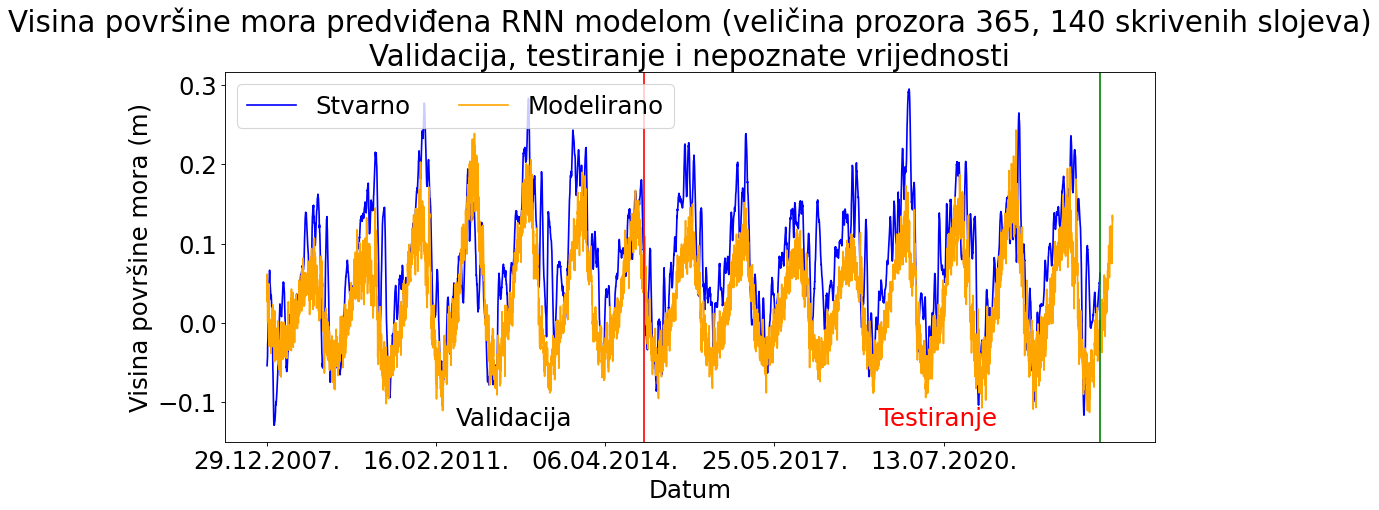 Visina površine mora predviđena RNN modelom (veličina prozora 365, 140 skrivenih slojeva)
Validacija, testiranje i nepoznate vrijednosti
Stvarno Modelirano
Visina površine mora (m)
0.3
0.2
0.1
0.0
−0.1
Validacija
Testiranje
29.12.2007. 16.02.2011. 06.04.2014. 25.05.2017. 13.07.2020.
Datum